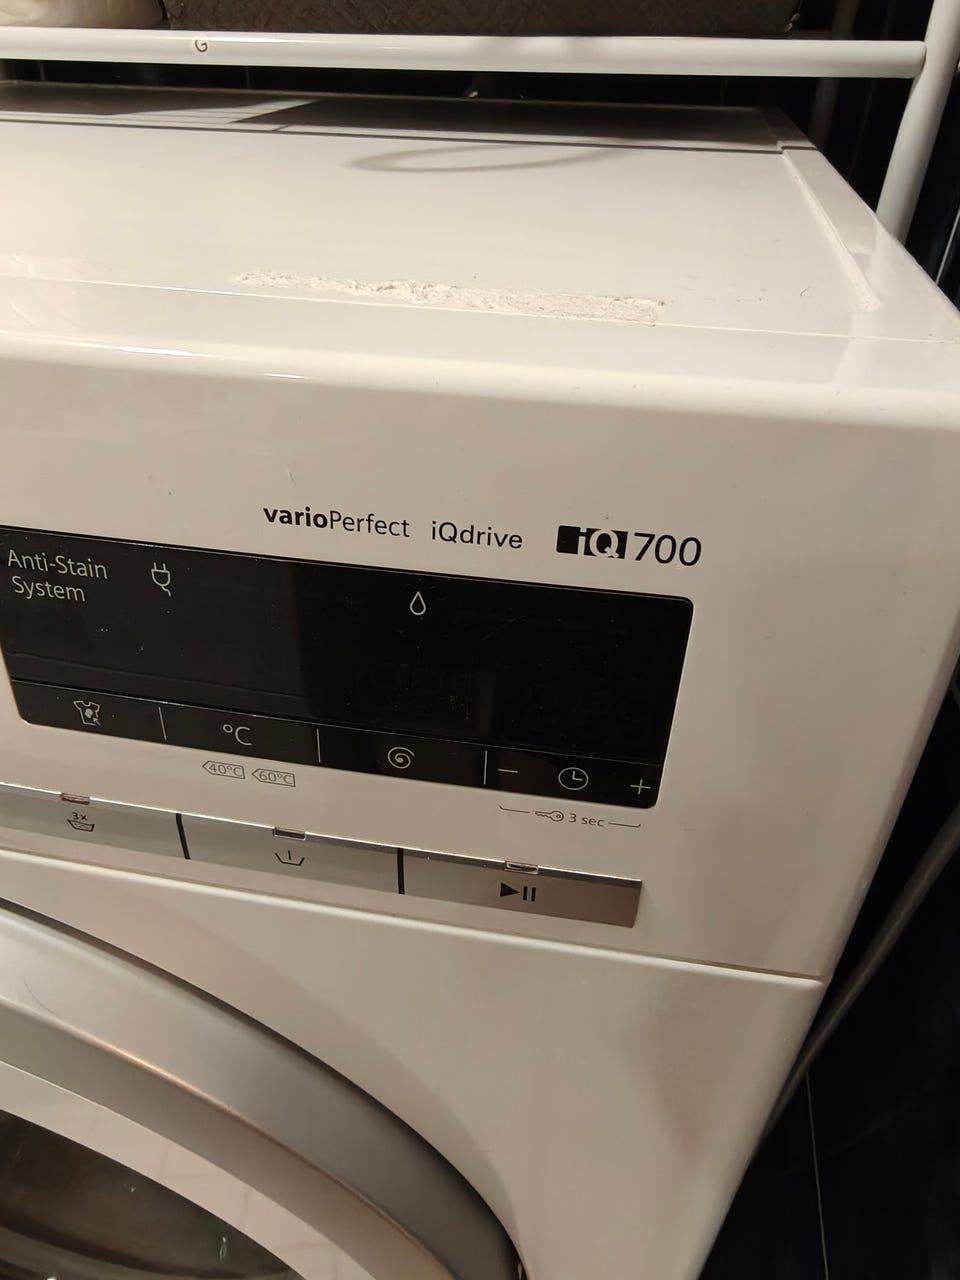 varioPerfect iQdrive iQ700
Anti-Stain
System
°C
40°C 60°C
- +
3 sec
3x